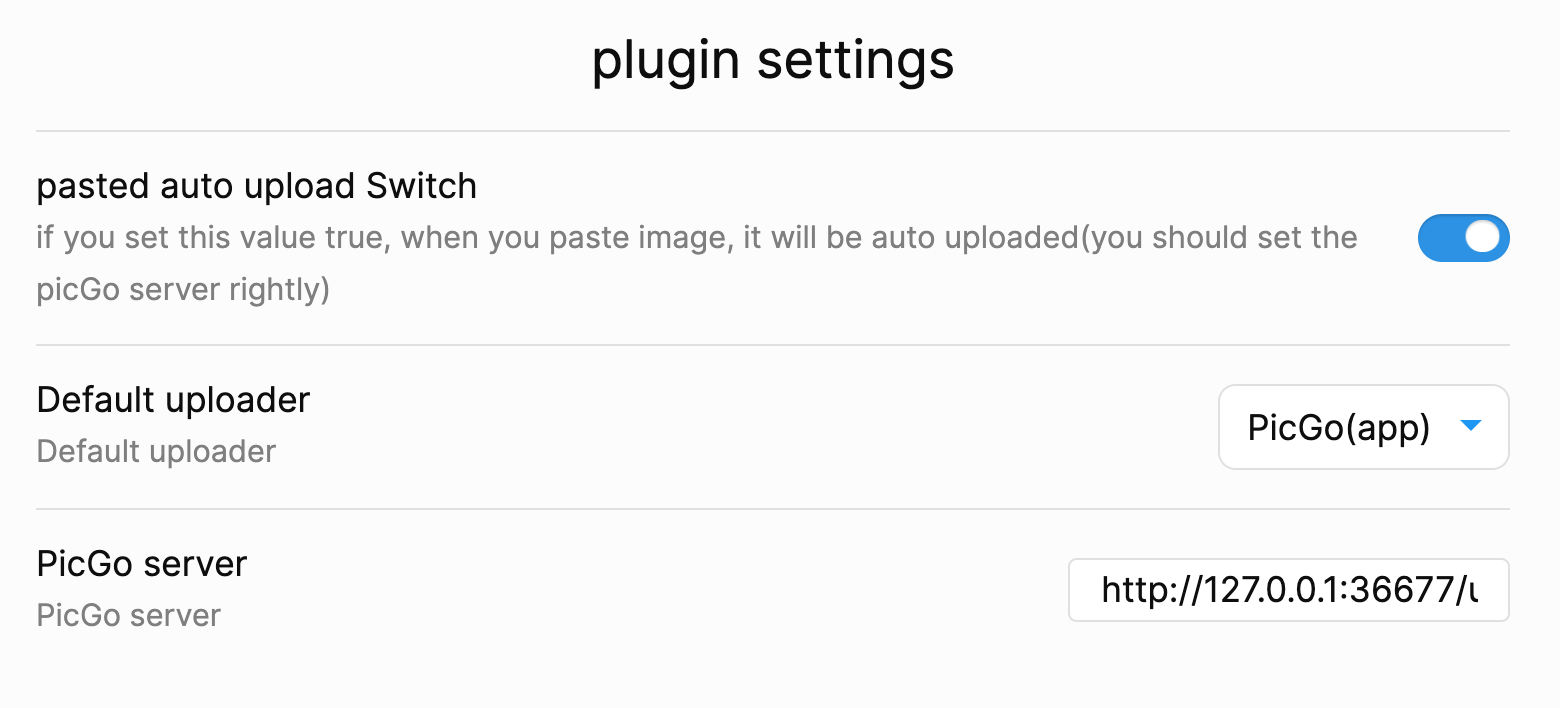 plugin settings
pasted auto upload Switch
if you set this value true, when you paste image, it will be auto uploaded(you should set the
picGo server rightly)
Default uploader
Default uploader
PicGo(app)
PicGo server
http://127.0.0.1:36677/
PicGo server